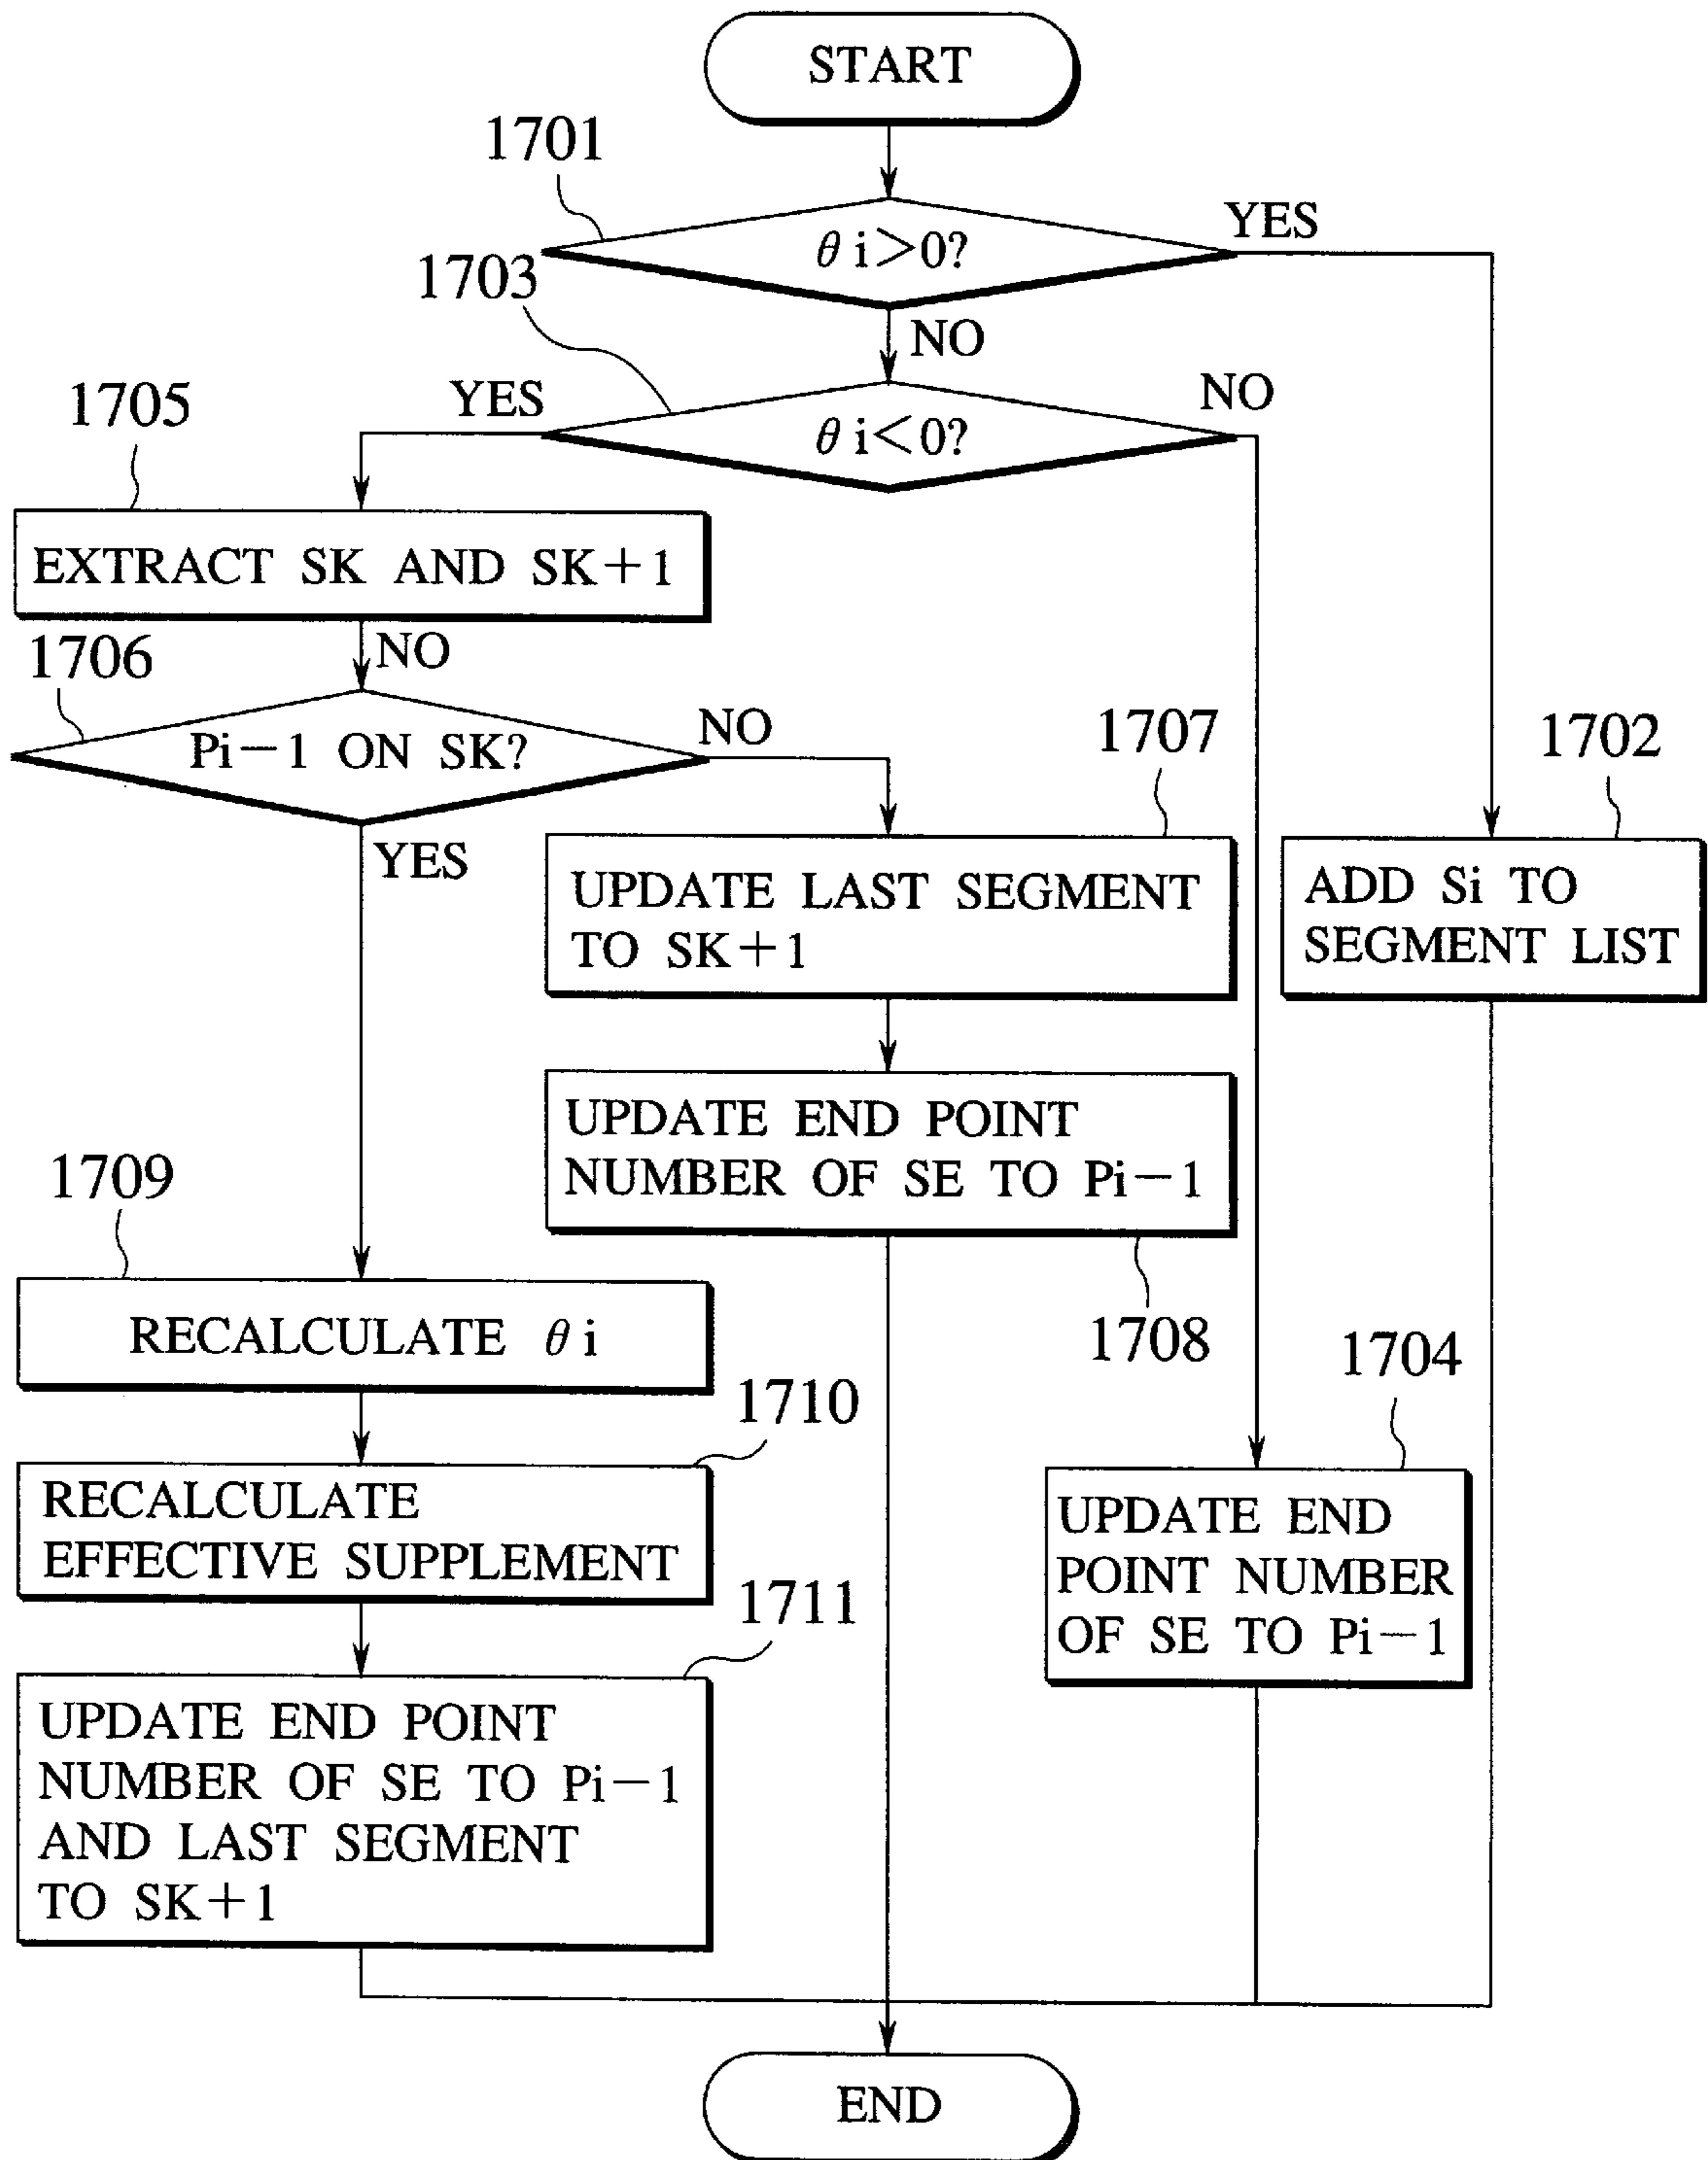 START
1701
θi>0?
YES
1703
NO
1705
YES
θi<0?
NO
EXTRACT SK AND SK+1
1706
NO
Pi-1 ON SK?
NO
1707
1702
YES
UPDATE LAST SEGMENT
TO SK+1
ADD Si TO
SEGMENT LIST
UPDATE END POINT
NUMBER OF SE TO Pi-1
1709
1708
RECALCULATE θi
1704
1710
RECALCULATE
EFFECTIVE SUPPLEMENT
UPDATE END
POINT NUMBER
OF SE TO Pi-1
1711
UPDATE END POINT
NUMBER OF SE TO Pi-1
AND LAST SEGMENT
TO SK+1
END